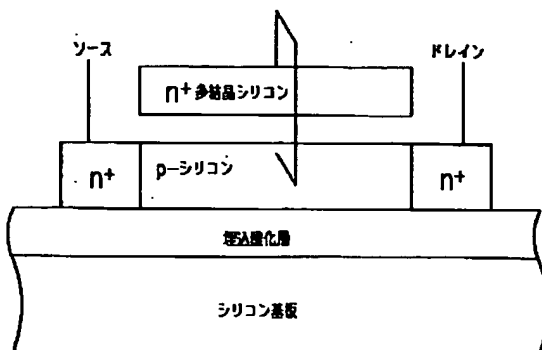 ソース
ドレイン
n+ 多結晶シリコン
n+
p-シリコン
n+
埋込酸化層
シリコン基板